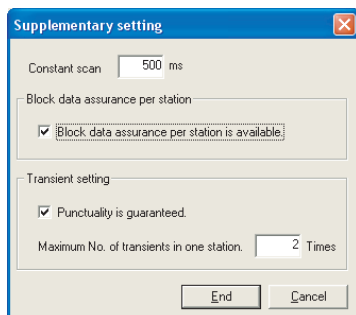 Supplementary setting
Constant scan 500 ms
Block data assurance per station
Block data assurance per station is available.
Transient setting
Punctuality is guaranteed.
Maximum No. of transients in one station. 2 Times
End Cancel